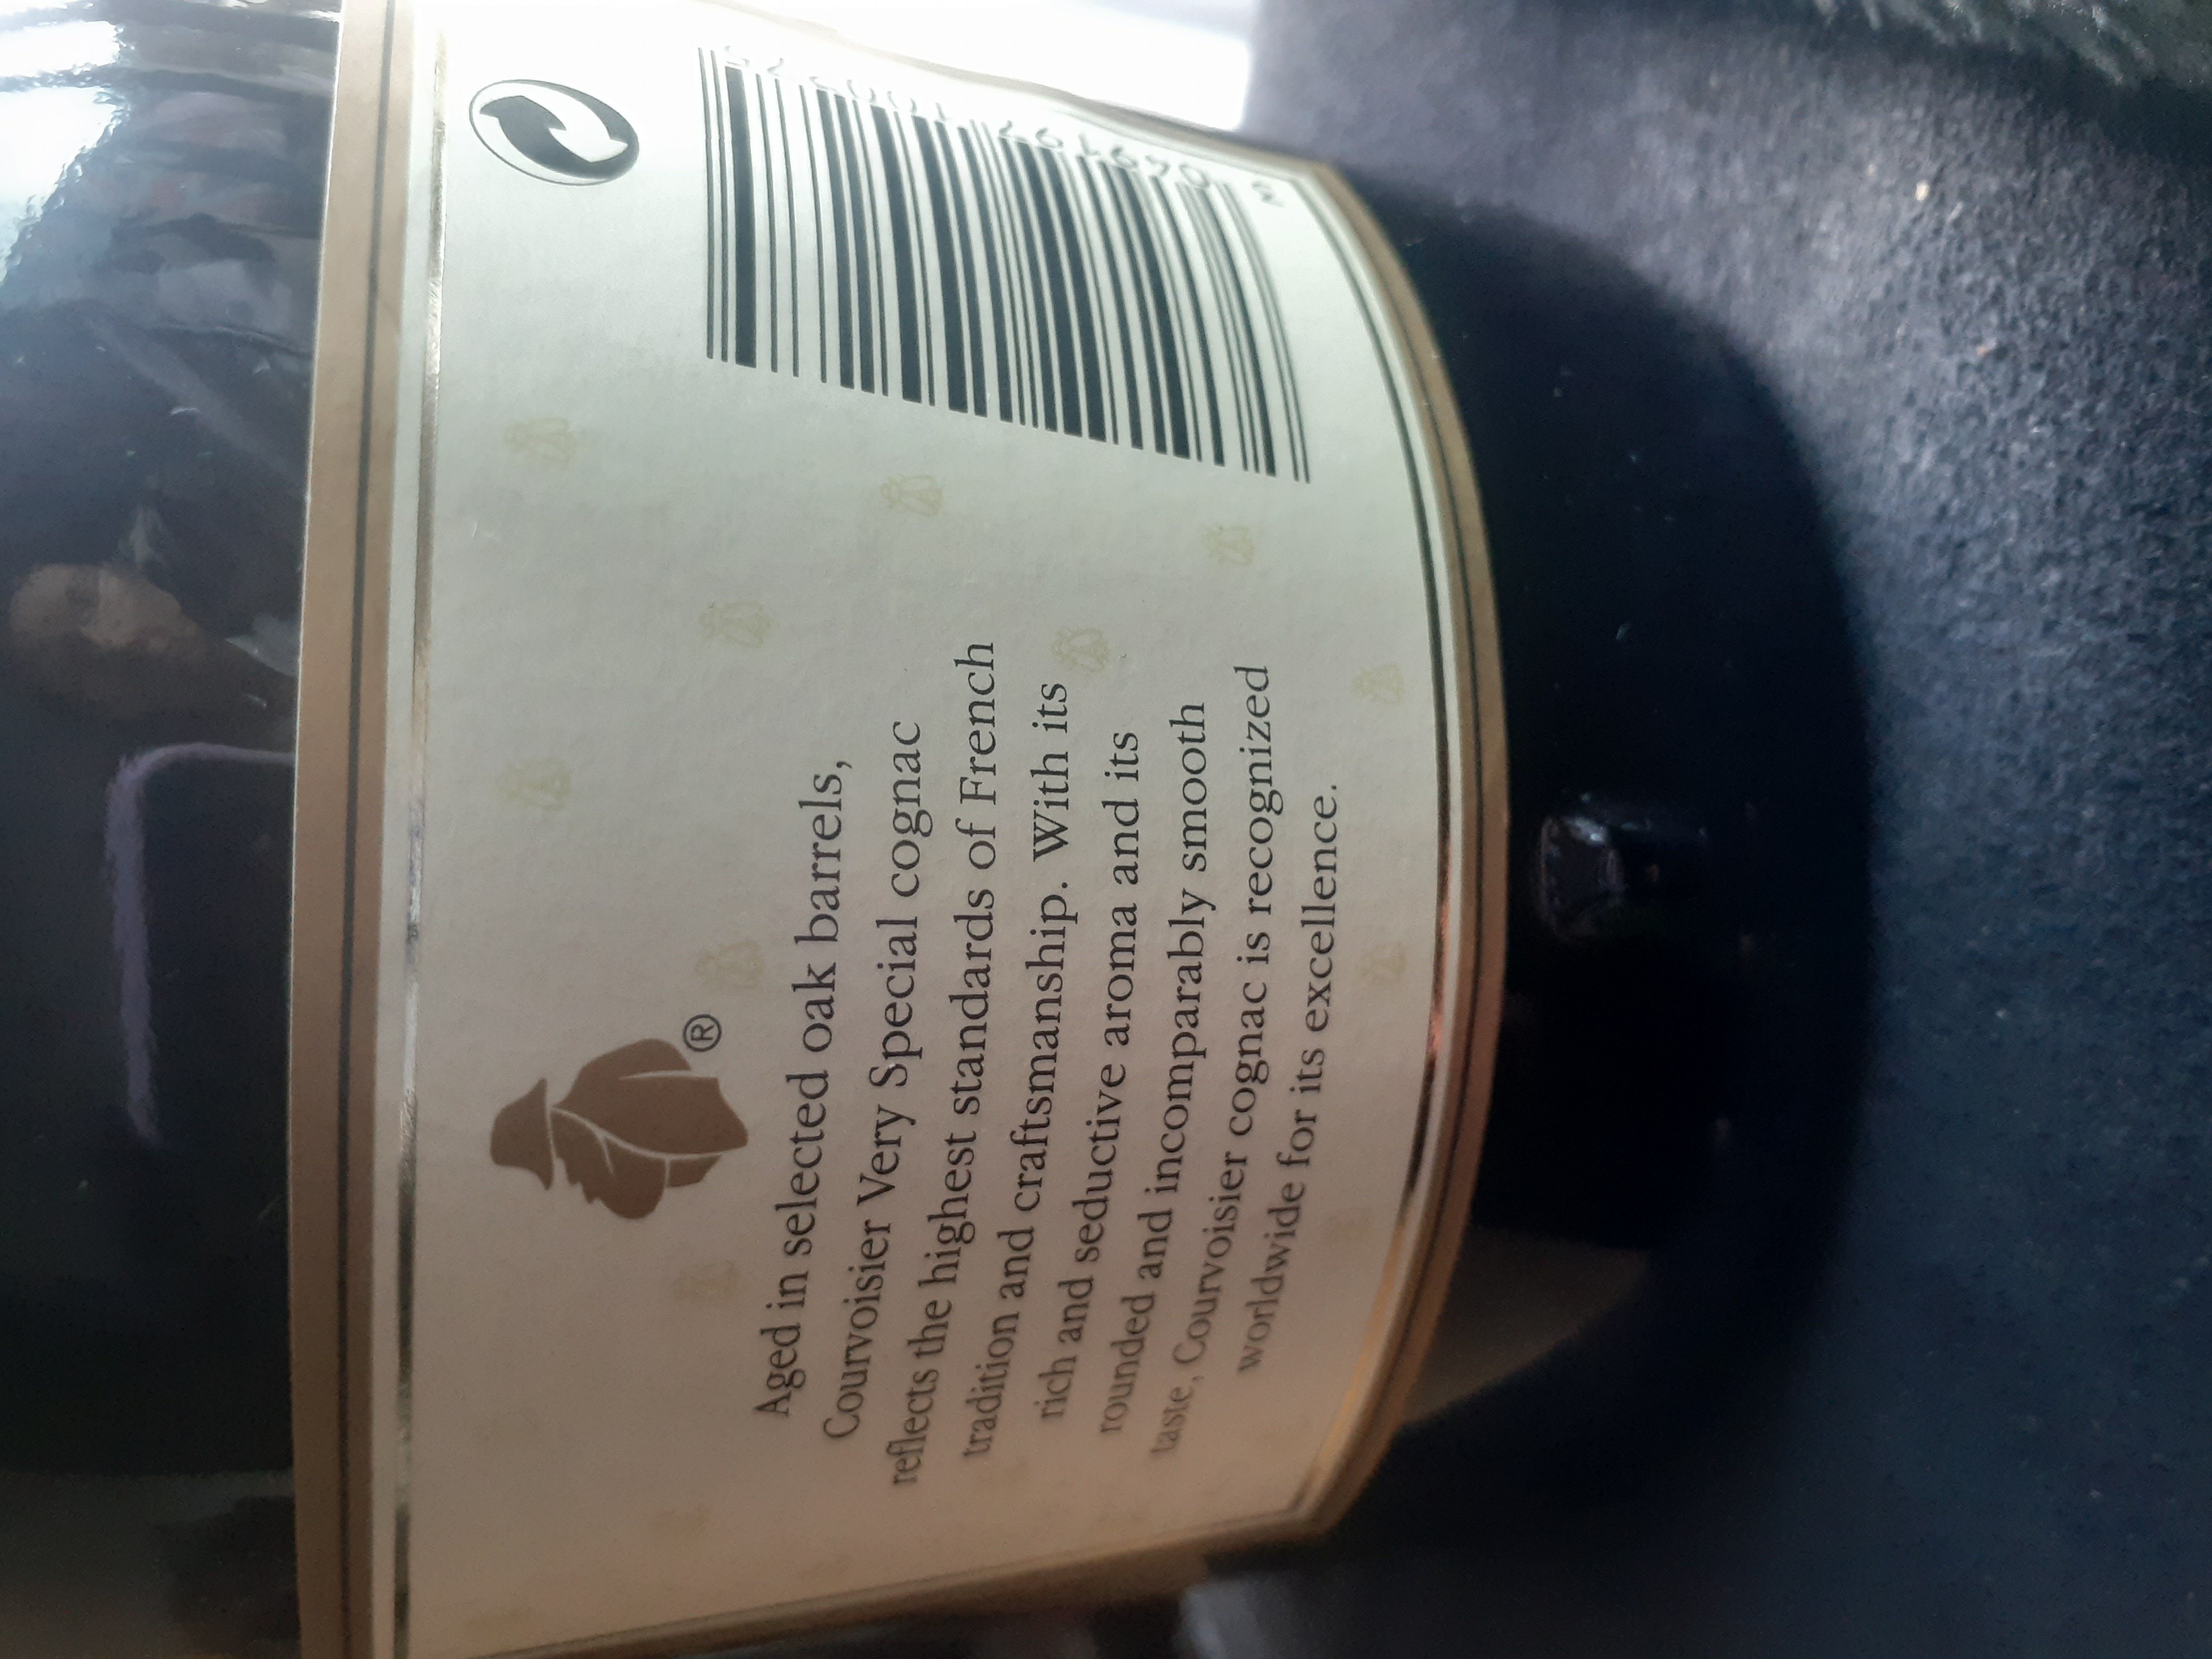 ®
Aged in selected oak barrels,
Courvoisier Very Special cognac
reflects the highest standards of French
tradition and craftsmanship. With its
rich and seductive aroma and its
rounded and incomparably smooth
taste, Courvoisier cognac is recognized
worldwide for its excellence.